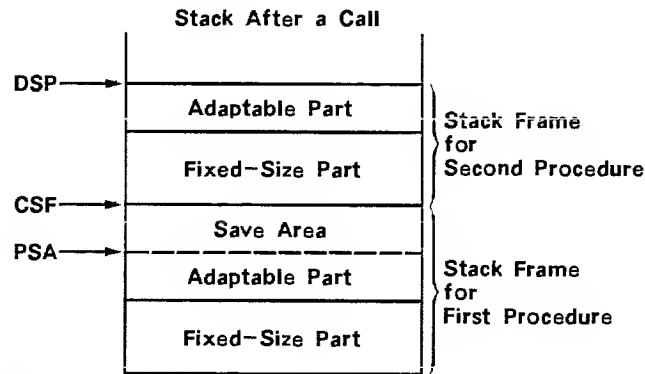 Stack After a Call
DSP
Adaptable Part
Stack Frame
for
Second Procedure
Fixed-Size Part
CSF
Save Area
PSA
Adaptable Part
Stack Frame
for
First Procedure
Fixed-Size Part